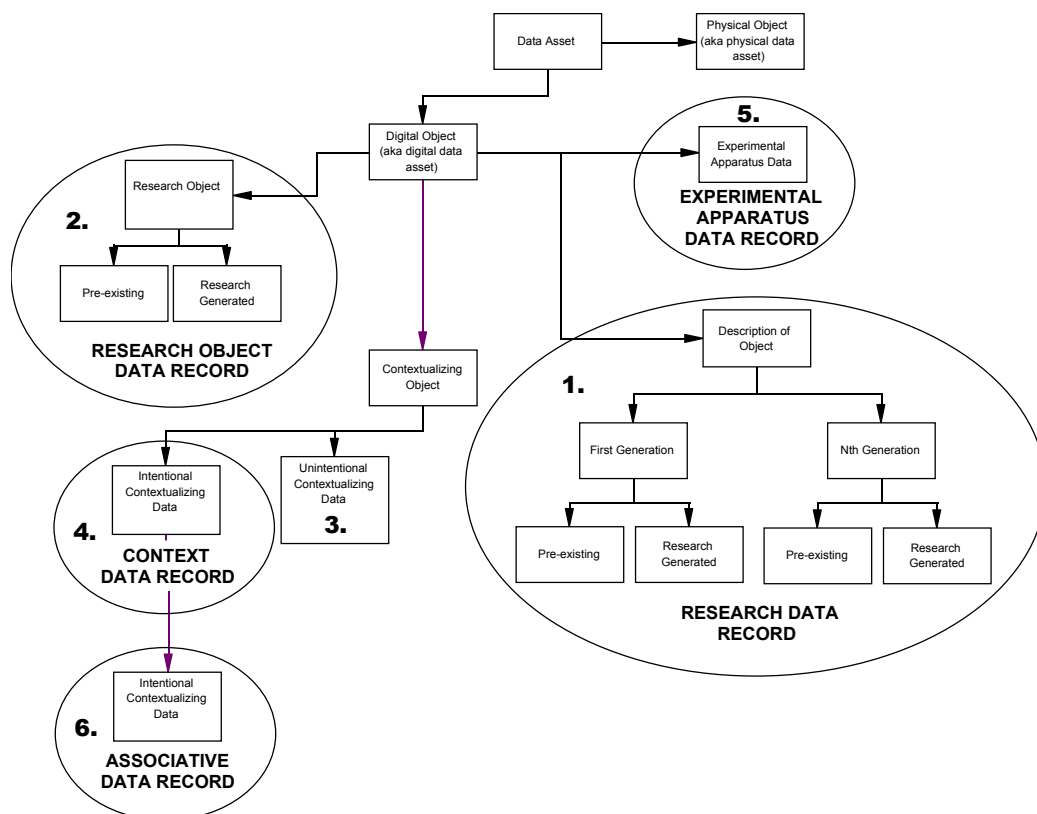 Data Asset
Physical Object
(aka physical data
asset)
Digital Object
(aka digital data
asset)
5.
Experimental
Apparatus Data
EXPERIMENTAL
APPARATUS
DATA RECORD
Research Object
2.
Pre-existing
Research
Generated
RESEARCH OBJECT
DATA RECORD
Contextualizing
Object
Description of
Object
1.
First Generation
Nth Generation
Pre-existing
Research
Generated
Pre-existing
Research
Generated
RESEARCH DATA
RECORD
Intentional
Contextualizing
Data
4.
CONTEXT
DATA RECORD
Unintentional
Contextualizing
Data
3.
Intentional
Contextualizing
Data
6.
ASSOCIATIVE
DATA RECORD